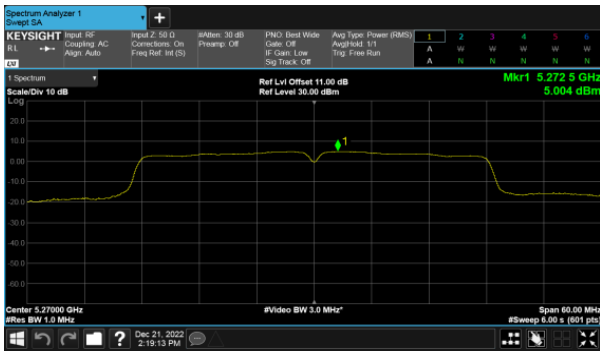 Spectrum Analyzer 1
Swept SA
+
KEYSIGHT Input: RF Input Z: 50 Ω #Atten: 30 dB PNO: Best Wide Avg Type: Power (RMS) 1 2 3 4 5 6
RL Coupling: AC Corrections: On Preamp: Off Gate: Off Avg|Hold: 1/1 A W W W W W
Align: Auto Freq Ref: Int (S) IF Gain: Low Trig: Free Run
Sig Track: Off A N N N N N
LXI
1 Spectrum Ref Lvl Offset 11.00 dB Mkr1 5.272 5 GHz
Scale/Div 10 dB Ref Level 30.00 dBm 5.004 dBm
Log
20.0
10.0
1
0.00
-10.0
-20.0
-30.0
-40.0
-50.0
-60.0
Center 5.27000 GHz #Video BW 3.0 MHz* Span 60.00 MHz
#Res BW 1.0 MHz #Sweep 6.00 s (601 pts)
? Dec 21, 2022
2:19:13 PM